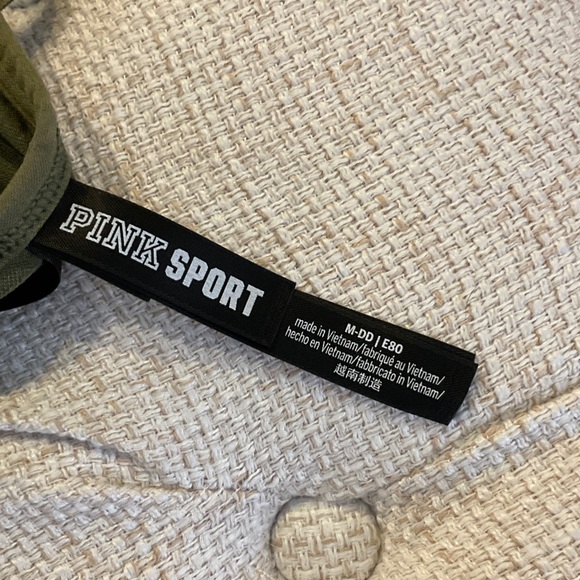 PINK SPORT
M-DD | E80
made in Vietnam/fabriqué au Vietnam/
hecho en Vietnam/fabbricato in Vietnam/
越南制造